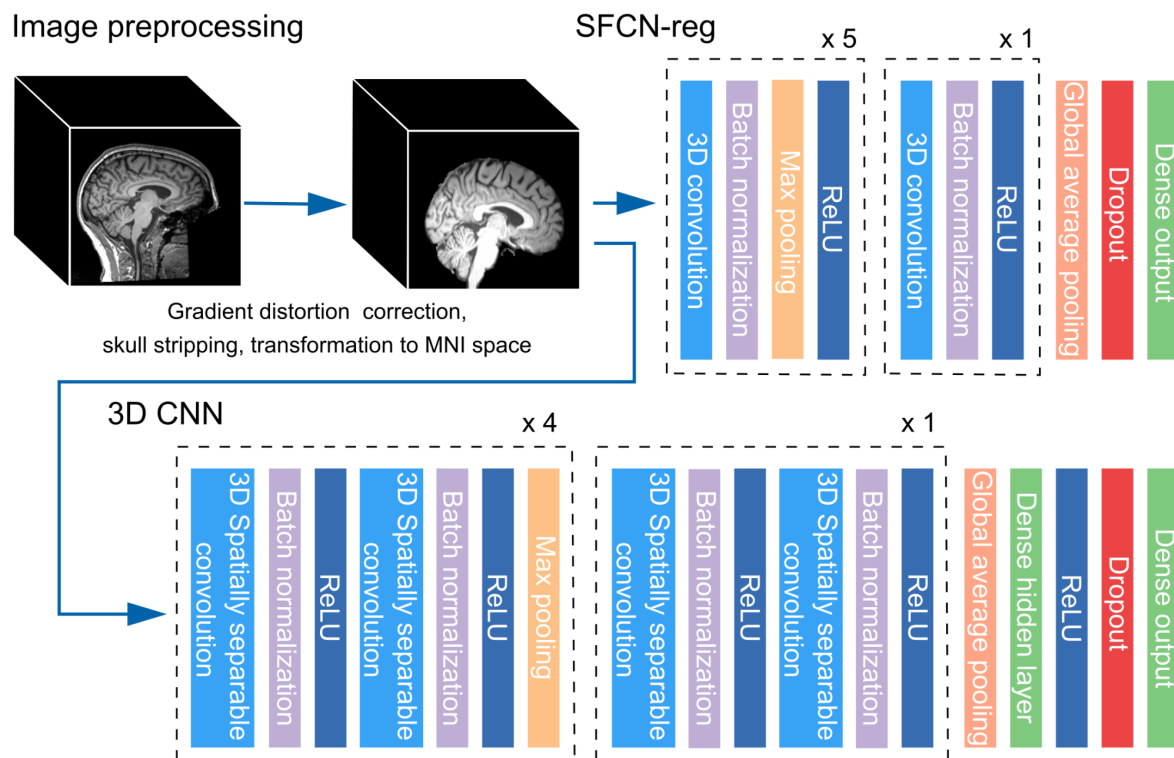 Image preprocessing
SFCN-reg
x 5
x 1
3D convolution
Batch normalization
Max pooling
ReLU
3D convolution
Batch normalization
ReLU
Global average pooling
Dropout
Dense output
Gradient distortion correction,
skull stripping, transformation to MNI space
3D CNN
x 4
x 1
3D Spatially separable
convolution
Batch normalization
ReLU
3D Spatially separable
convolution
Batch normalization
ReLU
Max pooling
3D Spatially separable
convolution
Batch normalization
ReLU
3D Spatially separable
convolution
Batch normalization
ReLU
Global average pooling
Dense hidden layer
ReLU
Dropout
Dense output